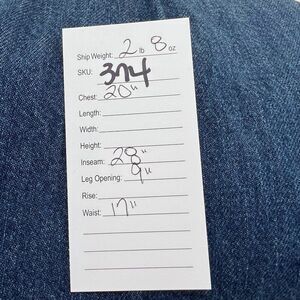 Ship Weight: 2 lb 8 oz
SKU: 374
Chest: 20"
Length:
Width:
Height:
Inseam: 28"
Leg Opening: 9"
Rise:
Waist: 17"